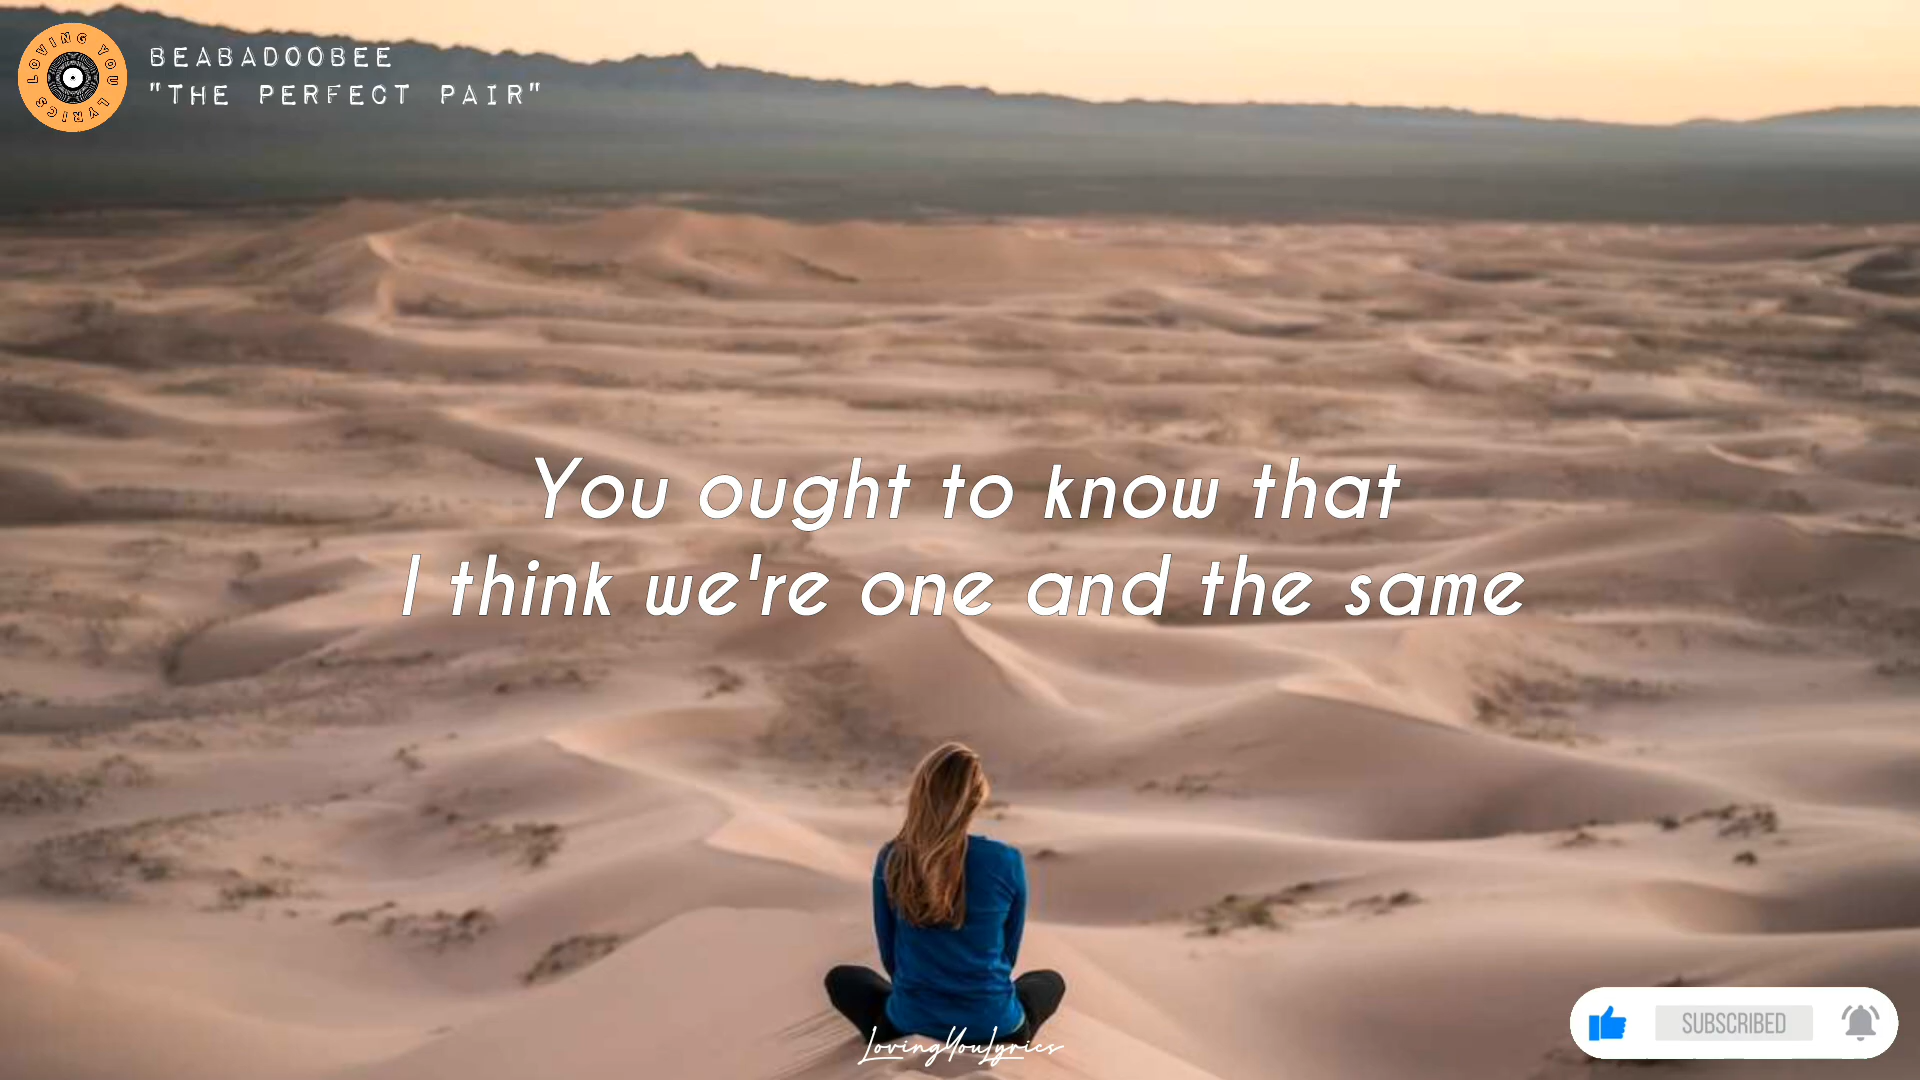 LOVING YOU LYRICS
BEABADOOBEE
"THE PERFECT PAIR"
You ought to know that
I think we're one and the same
LovingYouLyrics
SUBSCRIBED